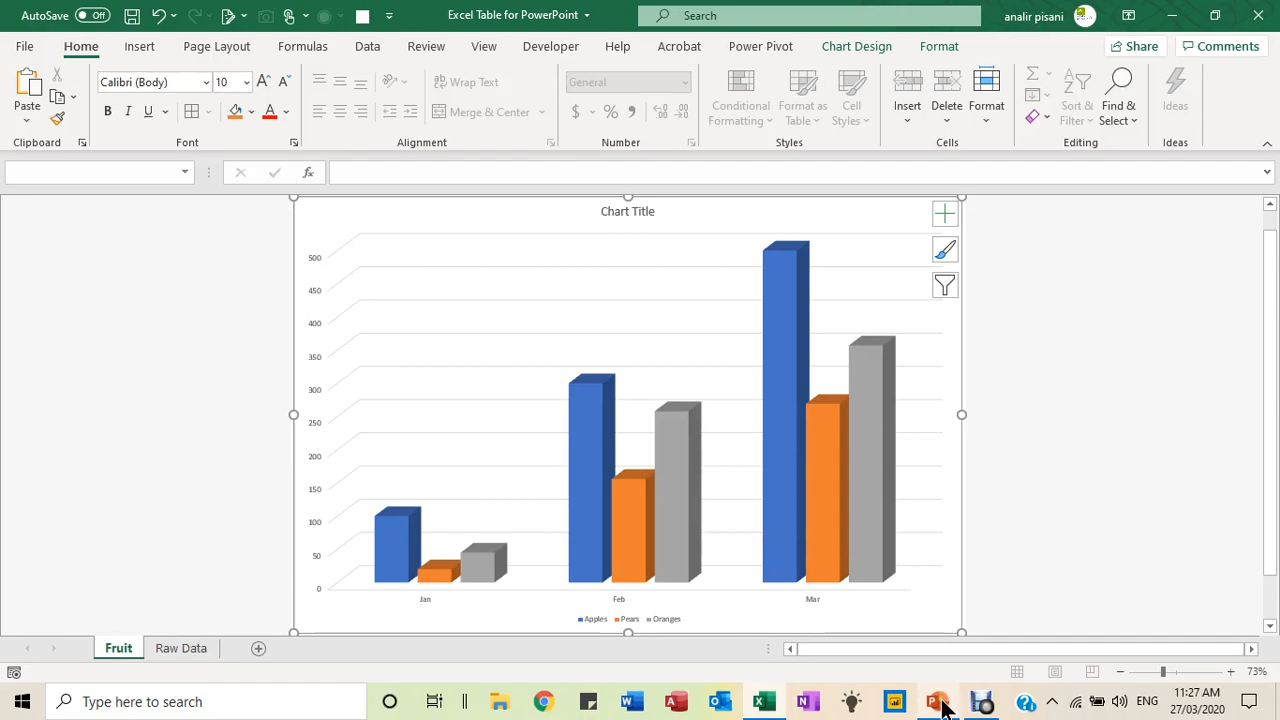 AutoSave Off Excel Table for PowerPoint Search analir pisani
File Home Insert Page Layout Formulas Data Review View Developer Help Acrobat Power Pivot Chart Design Format Share Comments
Calibri (Body) 10 Wrap Text General
Paste B I U Merge & Center $ % Conditional Formatting Format as Table Cell Styles Insert Delete Format Sort & Filter Find & Select Ideas
Clipboard Font Alignment Number Styles Cells Editing Ideas
fx
Chart Title
500
450
400
350
300
250
200
150
100
50
0
Jan Feb Mar
Apples Pears Oranges
Fruit Raw Data
73%
Type here to search ENG 11:27 AM
27/03/2020